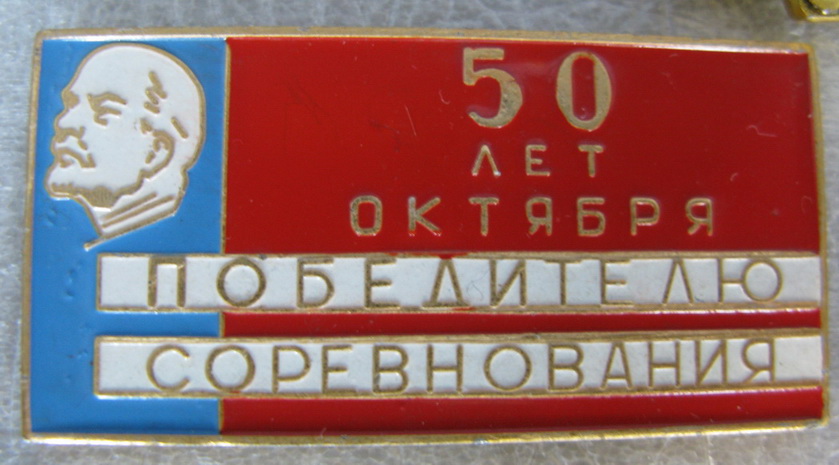 50
ЛЕТ
ОКТЯБРЯ
ПОБЕДИТЕЛЮ
СОРЕВНОВАНИЯ